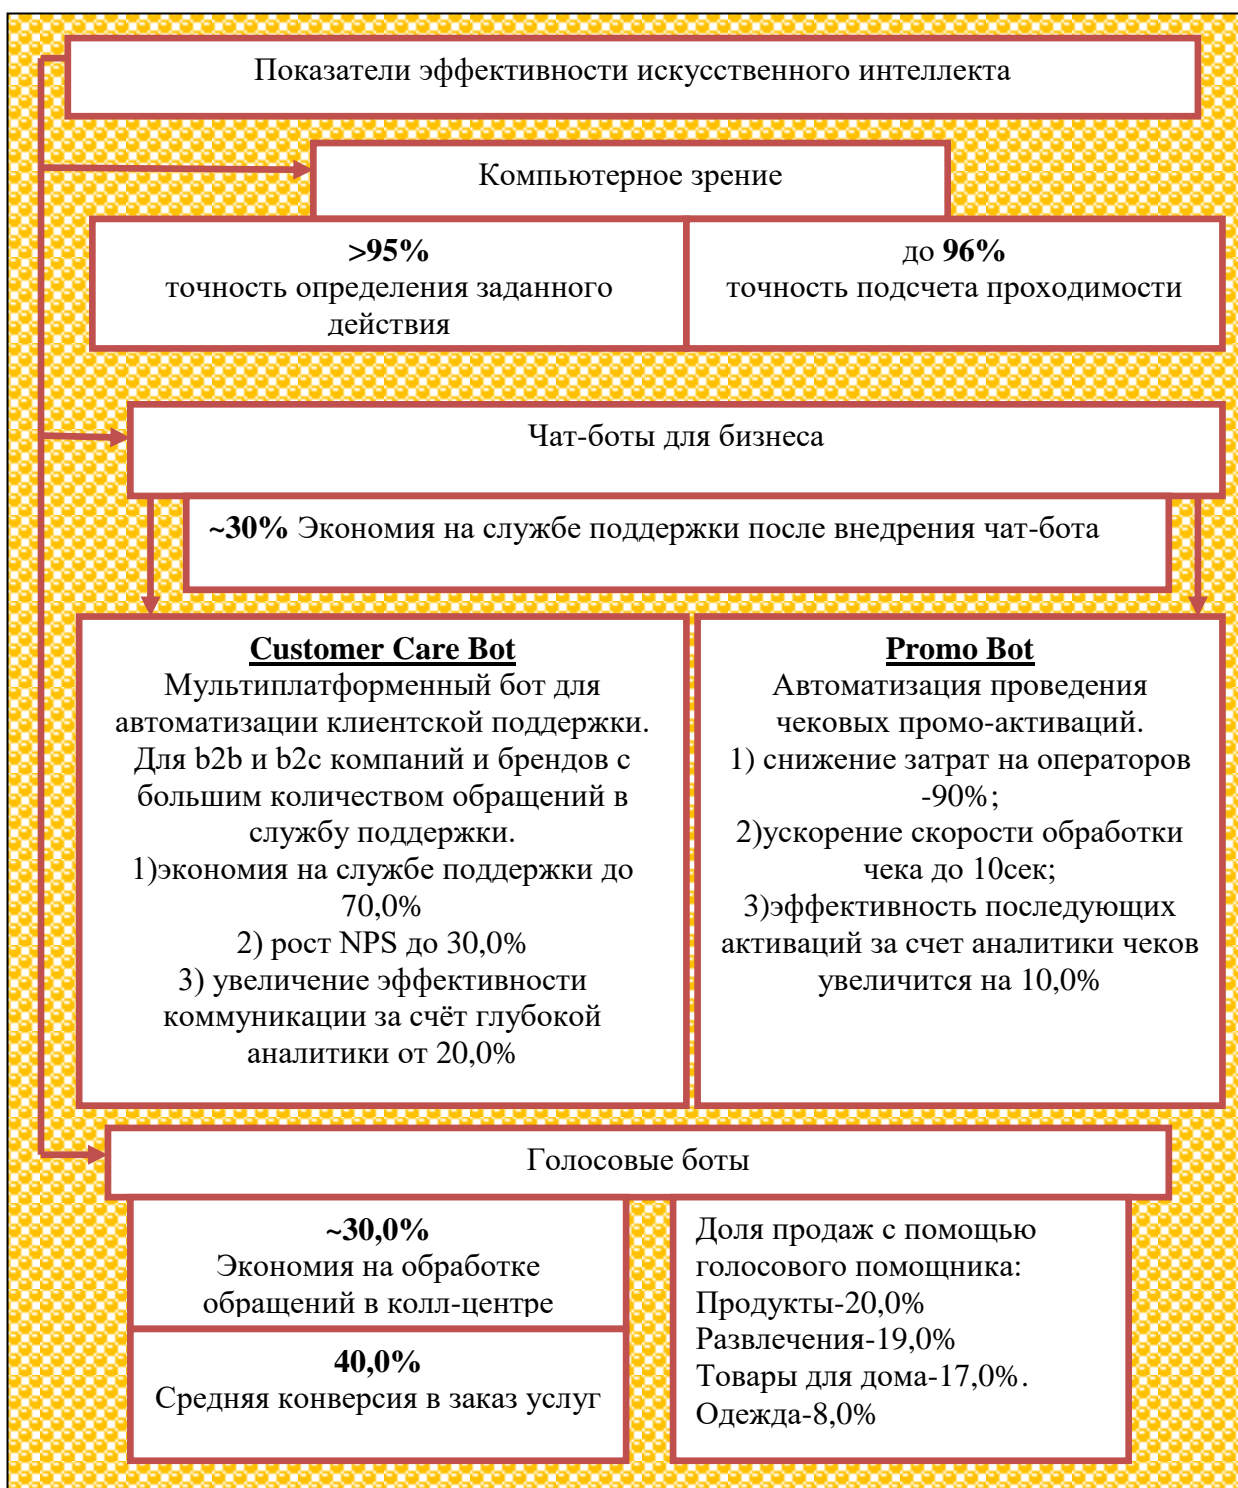 Показатели эффективности искусственного интеллекта
Компьютерное зрение
>95%
точность определения заданного
действия
до 96%
точность подсчета проходимости
Чат-боты для бизнеса
~30% Экономия на службе поддержки после внедрения чат-бота
Customer Care Bot
Мультиплатформенный бот для
автоматизации клиентской поддержки.
Для b2b и b2c компаний и брендов с
большим количеством обращений в
службу поддержки.
1)экономия на службе поддержки до
70,0%
2) рост NPS до 30,0%
3) увеличение эффективности
коммуникации за счёт глубокой
аналитики от 20,0%
Promo Bot
Автоматизация проведения
чековых промо-активаций.
1) снижение затрат на операторов
-90%;
2)ускорение скорости обработки
чека до 10сек;
3)эффективность последующих
активаций за счет аналитики чеков
увеличится на 10,0%
Голосовые боты
~30,0%
Экономия на обработке
обращений в колл-центре
40,0%
Средняя конверсия в заказ услуг
Доля продаж с помощью
голосового помощника:
Продукты-20,0%
Развлечения-19,0%
Товары для дома-17,0%.
Одежда-8,0%